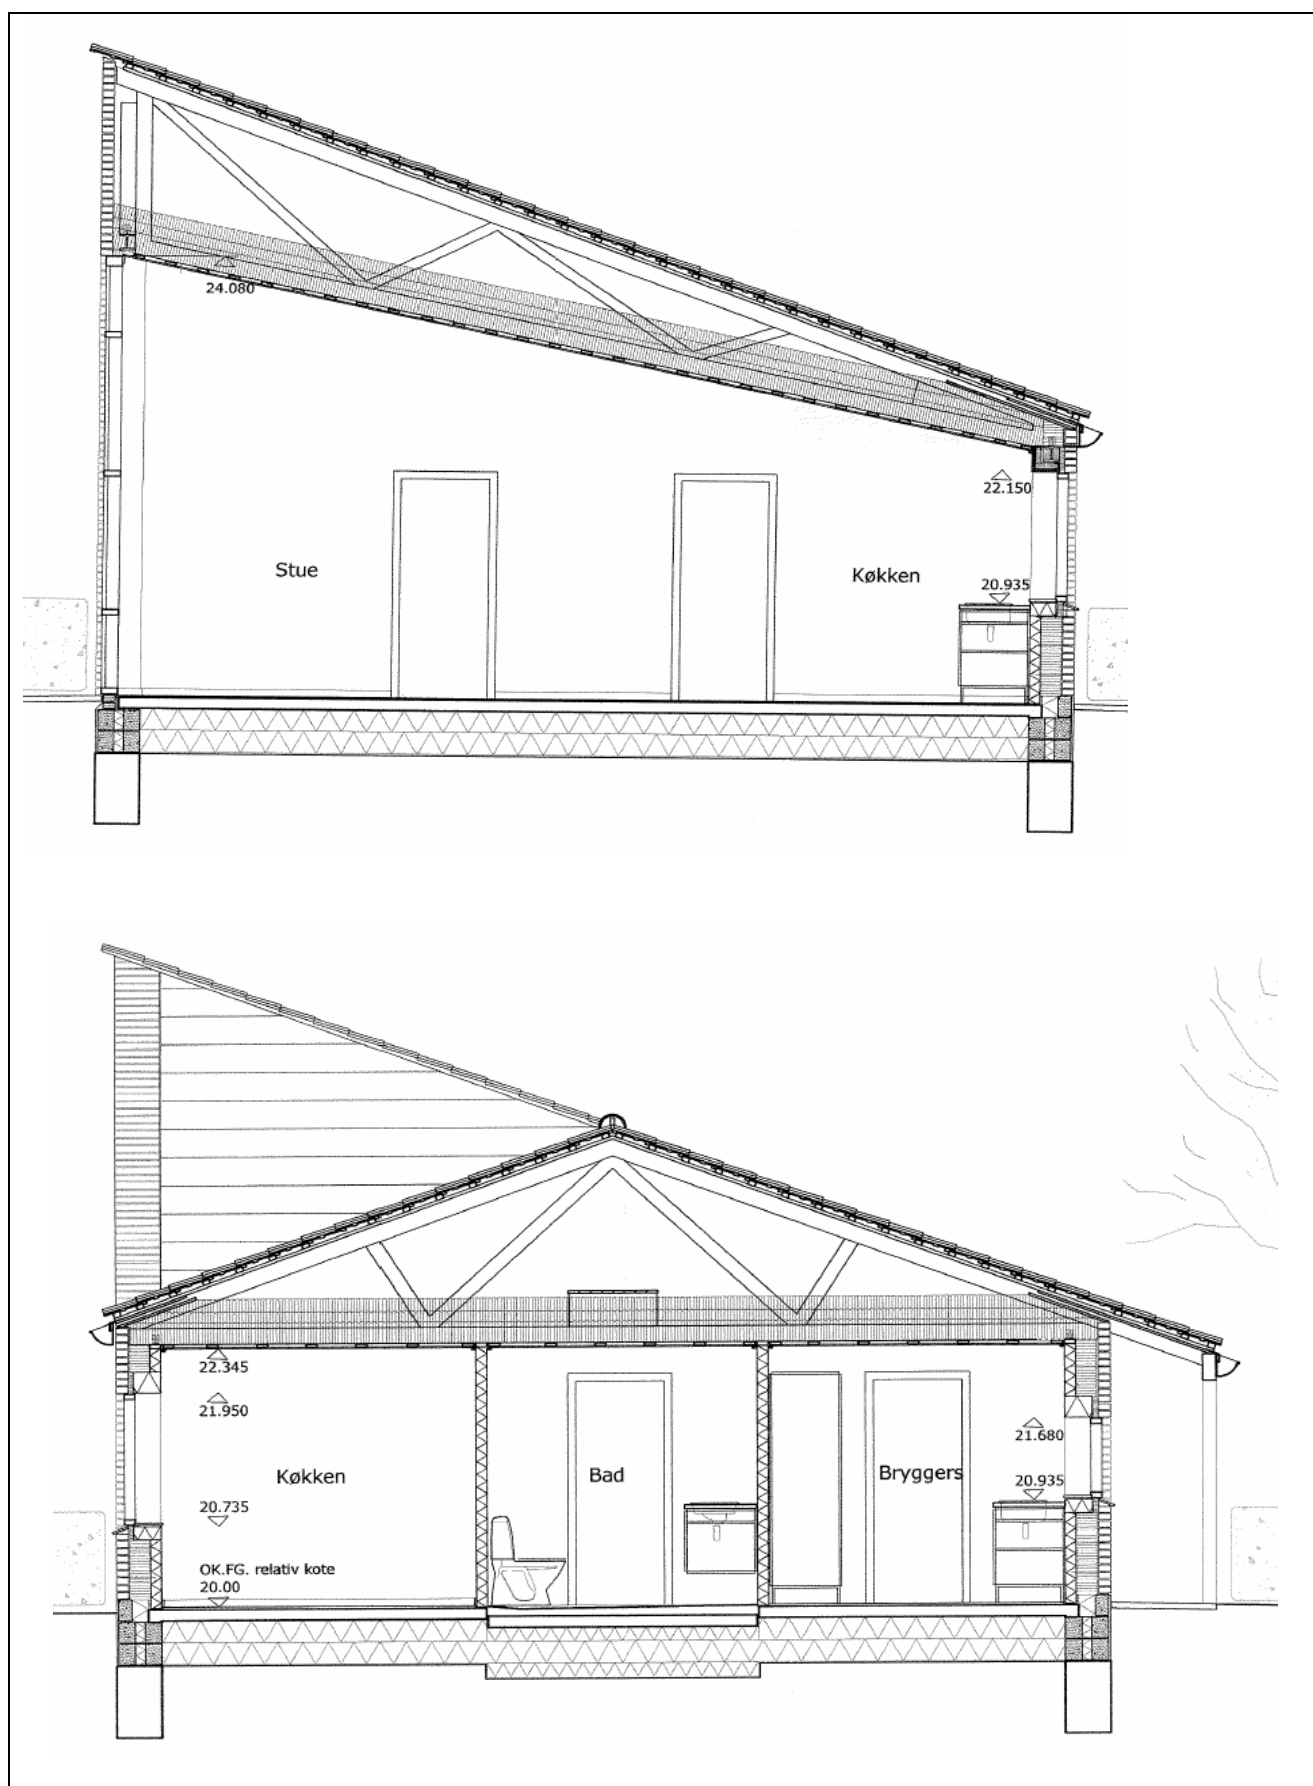 24.080
22.150
Stue
Køkken
20.935
22.345
21.950
21.680
Køkken
Bad
Bryggers
20.935
20.735
OK.FG. relativ kote
20.00